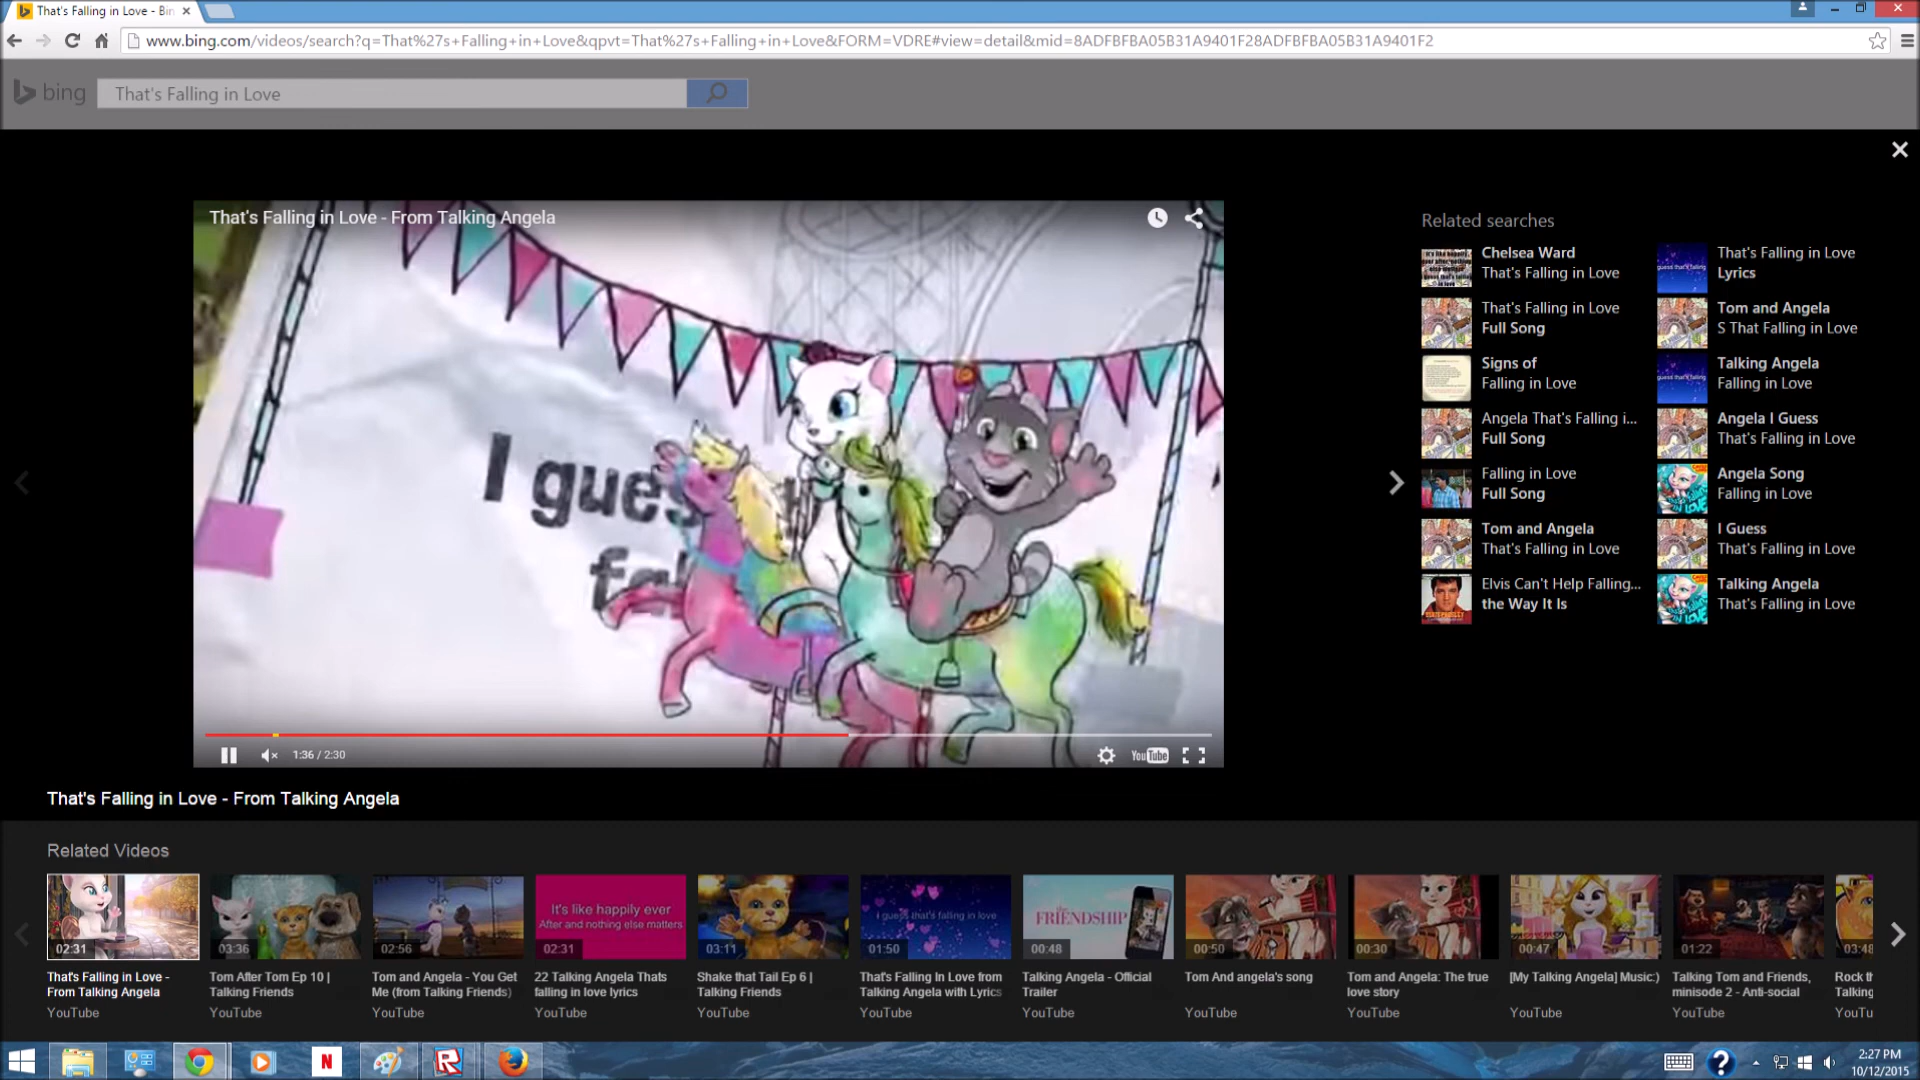 That's Falling in Love - Bin
www.bing.com/videos/search?q=That%27s+Falling+in+Love&qpvt=That%27s+Falling+in+Love&FORM=VDRE#view=detail&mid=8ADFBFBA05B31A9401F28ADFBFBA05B31A9401F2
bing
That's Falling in Love
That's Falling in Love - From Talking Angela
I gues
fal
1:36 / 2:30
YouTube
Related searches
Chelsea Ward
That's Falling in Love
That's Falling in Love
Full Song
Signs of
Falling in Love
Angela That's Falling i...
Full Song
Falling in Love
Full Song
Tom and Angela
That's Falling in Love
Elvis Can't Help Falling...
the Way It Is
That's Falling in Love
Lyrics
Tom and Angela
S That Falling in Love
Talking Angela
Falling in Love
Angela I Guess
That's Falling in Love
Angela Song
Falling in Love
I Guess
That's Falling in Love
Talking Angela
That's Falling in Love
That's Falling in Love - From Talking Angela
Related Videos
02:31
That's Falling in Love -
From Talking Angela
YouTube
03:36
Tom After Tom Ep 10 |
Talking Friends
YouTube
02:56
Tom and Angela - You Get
Me (from Talking Friends)
YouTube
It's like happily ever
After and nothing else matters
02:31
22 Talking Angela Thats
falling in love lyrics
YouTube
03:11
Shake that Tail Ep 6 |
Talking Friends
YouTube
I guess that's falling in love
01:50
That's Falling In Love from
Talking Angela with Lyrics
YouTube
the
FRIENDSHIP
00:48
Talking Angela - Official
Trailer
YouTube
00:50
Tom And angela's song
YouTube
00:30
Tom and Angela: The true
love story
YouTube
00:47
[My Talking Angela] Music:)
YouTube
01:22
Talking Tom and Friends,
minisode 2 - Anti-social
YouTube
03:48
Rock th
Talking
YouTu
N
R
?
2:27 PM
10/12/2015